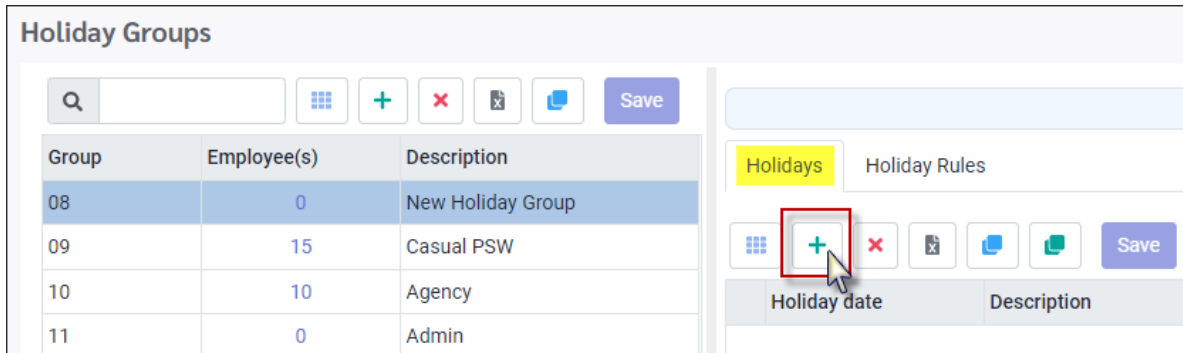 Holiday Groups
Save
Group Employee(s) Description
08 0 New Holiday Group
09 15 Casual PSW
10 10 Agency
11 0 Admin
Holidays Holiday Rules
Save
Holiday date Description